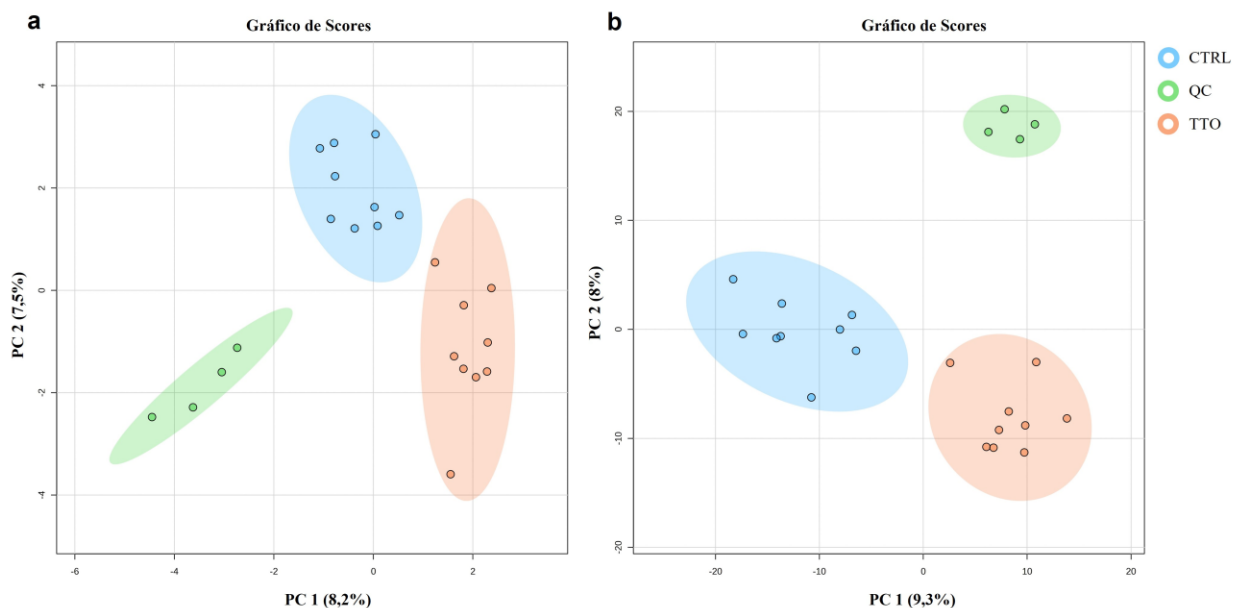 a
Gráfico de Scores
PC 2 (7,5%)
4
2
0
-2
-4
-6
-4
-2
0
2
PC 1 (8,2%)
b
Gráfico de Scores
PC 2 (8%)
20
10
0
-10
-20
-20
-10
0
10
20
PC 1 (9,3%)
CTRL
QC
TTO